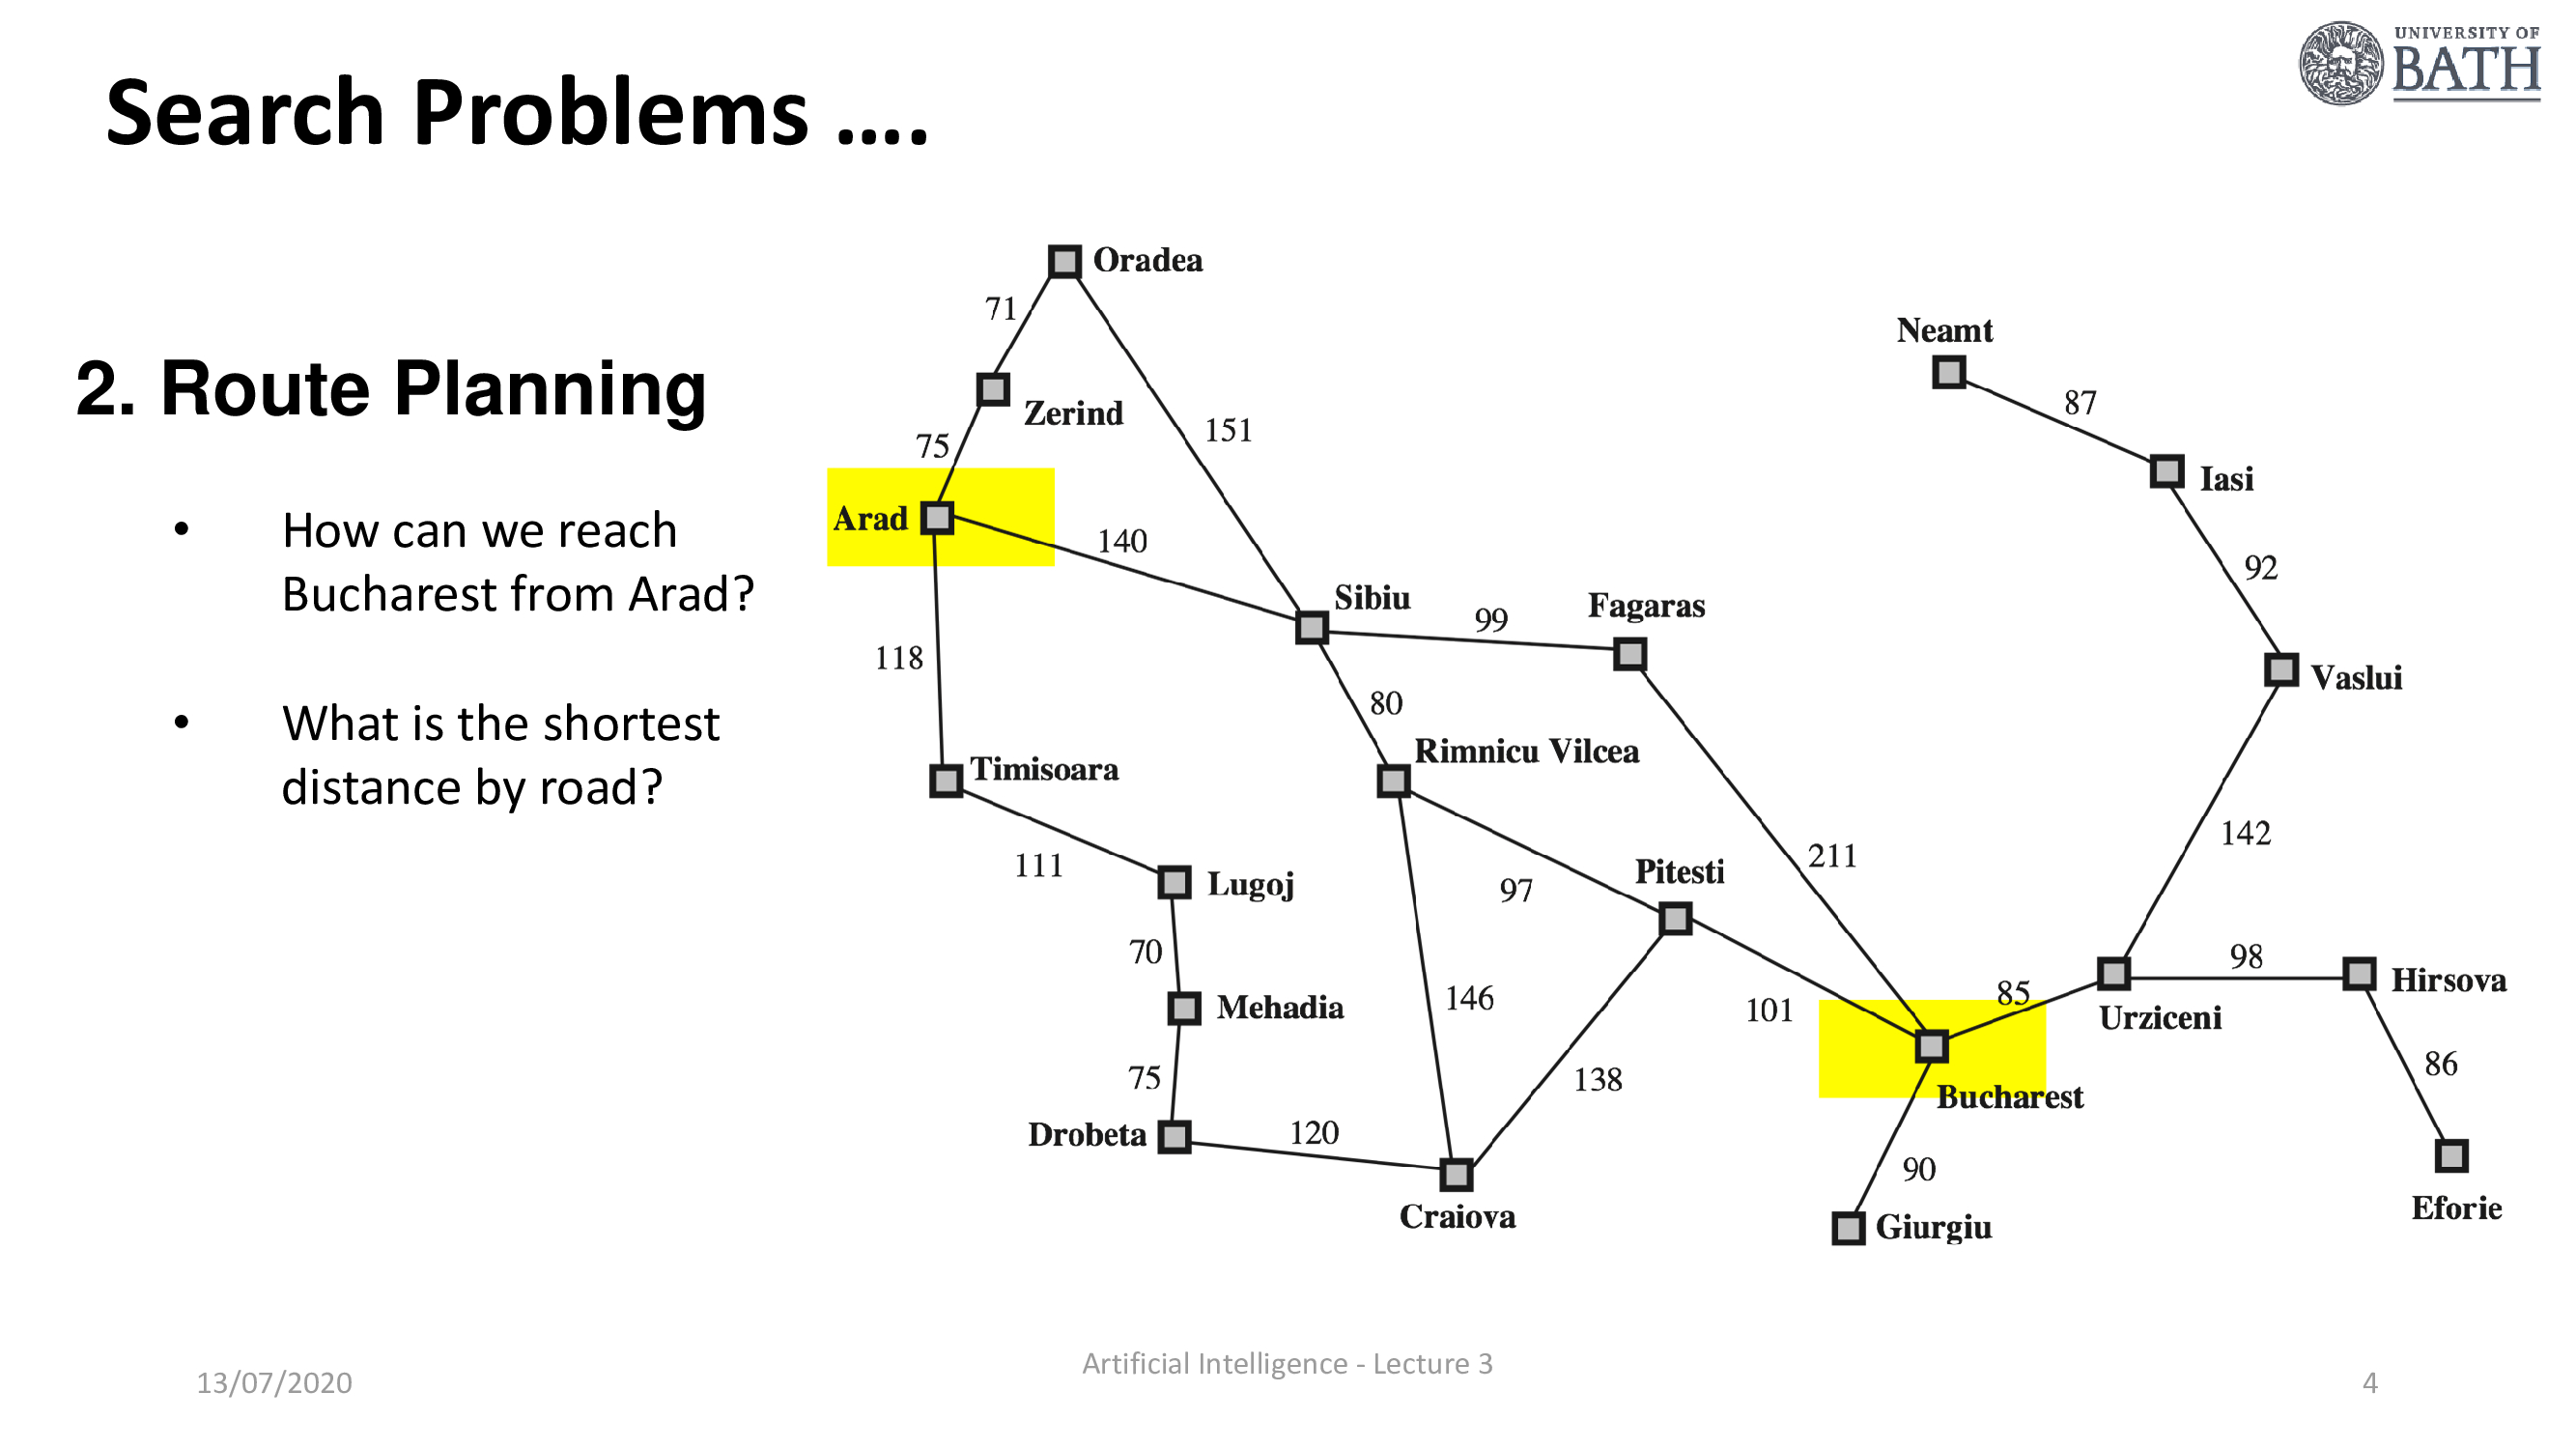 UNIVERSITY OF
BATH
Search Problems ....
2. Route Planning
• How can we reach
Bucharest from Arad?
• What is the shortest
distance by road?
Oradea
71
Neamt
87
Zerind
151
75
Iasi
Arad
140
92
Sibiu
99
Fagaras
118
Vaslui
80
Rimnicu Vilcea
Timisoara
142
211
111
Lugoj
97
Pitesti
70
98
Hirsova
146
85
Mehadia
101
Urziceni
86
75
138
Bucharest
Drobeta
120
90
Craiova
Giurgiu
Eforie
13/07/2020
Artificial Intelligence - Lecture 3
4